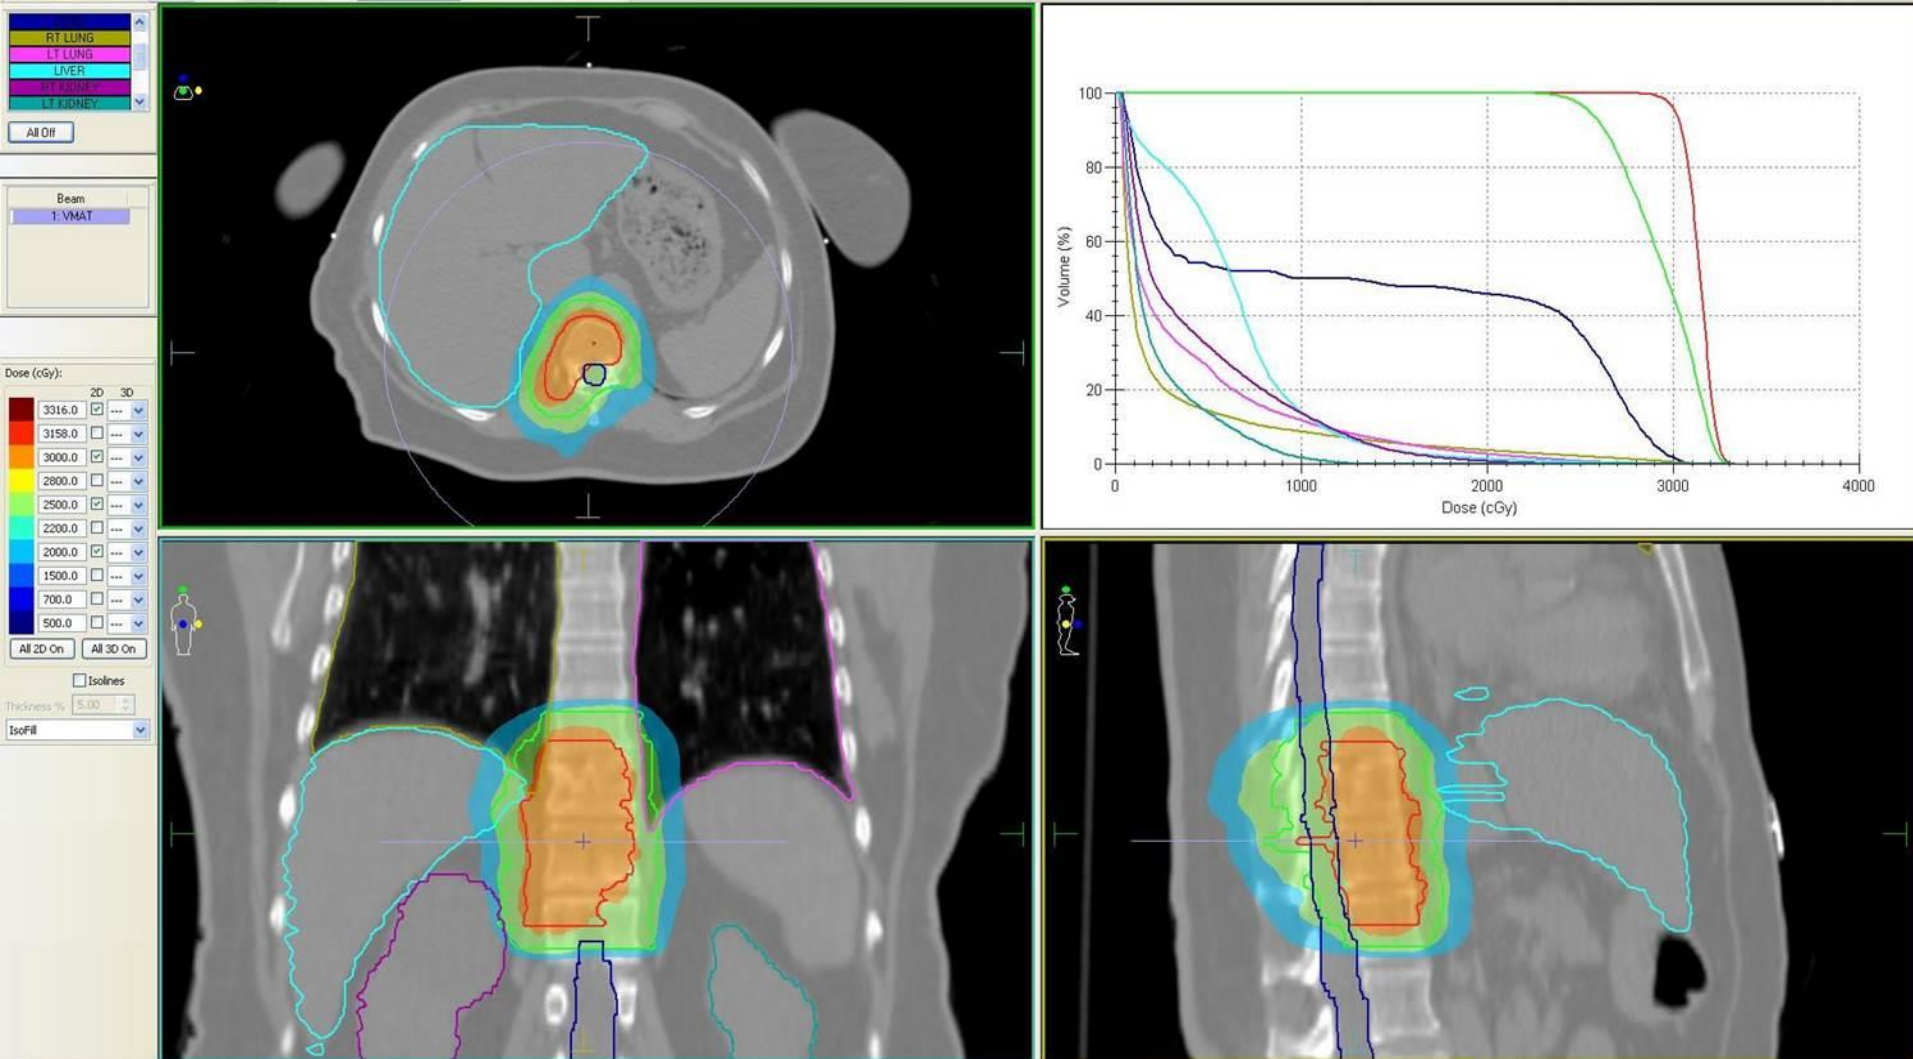 RT LUNG
LT LUNG
LIVER
RT KIDNEY
LT KIDNEY
All Off
Beam
1: VMAT
Dose (cGy):
2D 3D
3316.0 ---
3158.0 ---
3000.0 ---
2800.0 ---
2500.0 ---
2200.0 ---
2000.0 ---
1500.0 ---
700.0 ---
500.0 ---
All 2D On All 3D On
Isolines
Thickness % 5.00
IsoFill
Volume (%)
100
80
60
40
20
0
0 1000 2000 3000 4000
Dose (cGy)